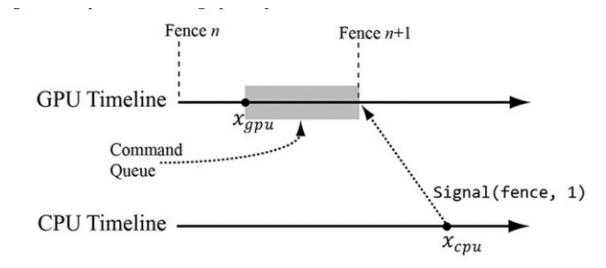 Fence n
Fence n+1
GPU Timeline
x_gpu
Command
Queue
Signal(fence, 1)
CPU Timeline
x_cpu